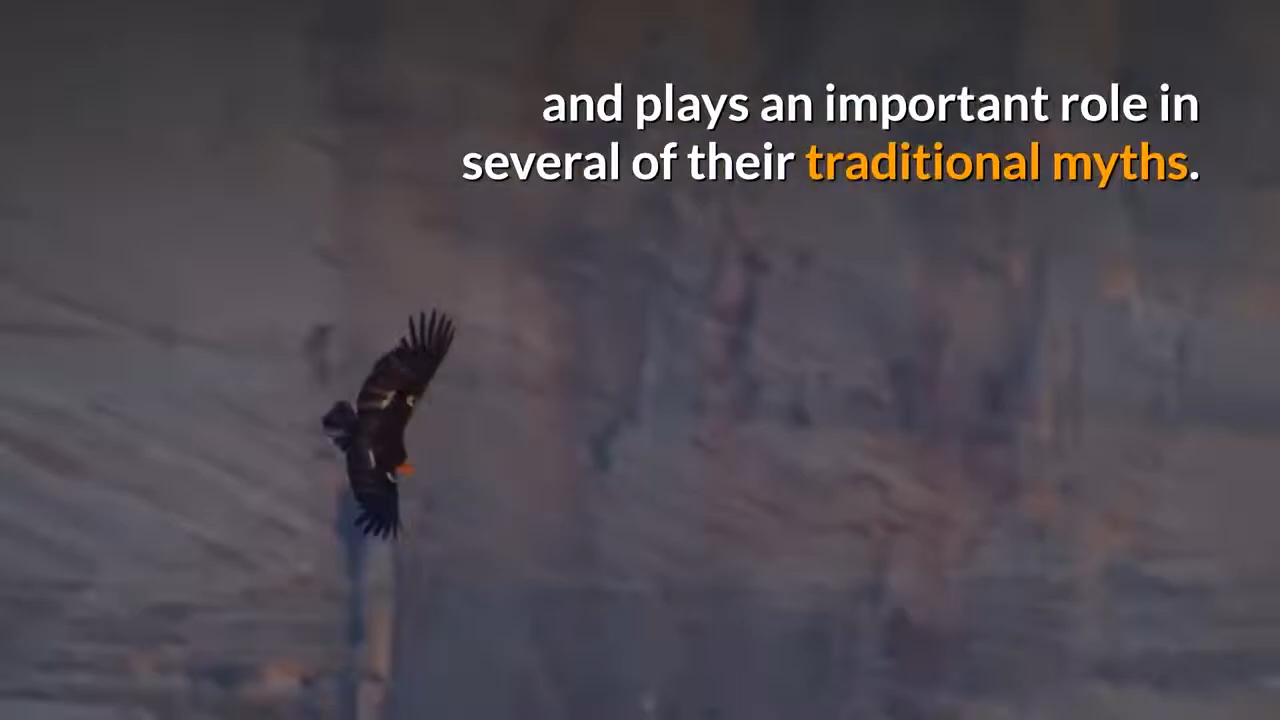 and plays an important role in
several of their traditional myths.